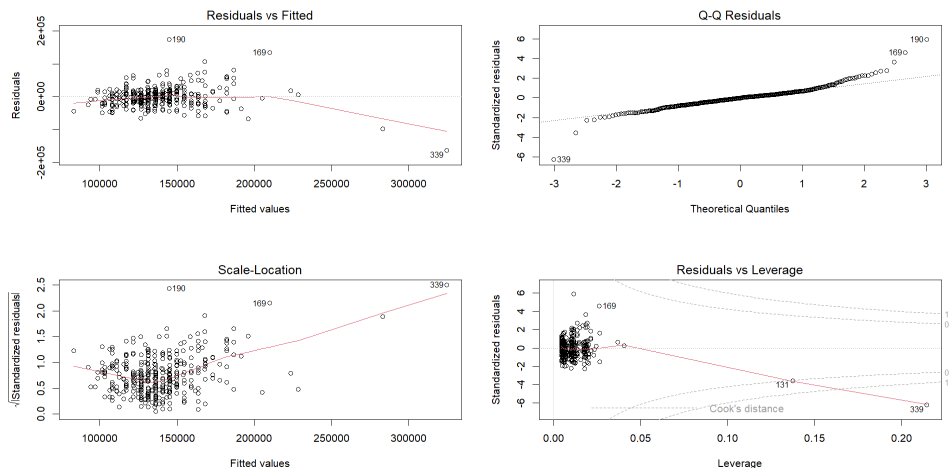 Residuals vs Fitted
Residuals
2e+05
0e+00
-2e+05
190
169
339
100000 150000 200000 250000 300000
Fitted values
Q-Q Residuals
Standardized residuals
6
4
2
0
-2
-4
-6
190
169
339
-3 -2 -1 0 1 2 3
Theoretical Quantiles
Scale-Location
√|Standardized residuals|
2.5
2.0
1.5
1.0
0.5
0.0
190
169
339
100000 150000 200000 250000 300000
Fitted values
Residuals vs Leverage
Standardized residuals
6
4
2
0
-2
-4
-6
169
131
339
1
0
0
1
Cook's distance
0.00 0.05 0.10 0.15 0.20
Leverage